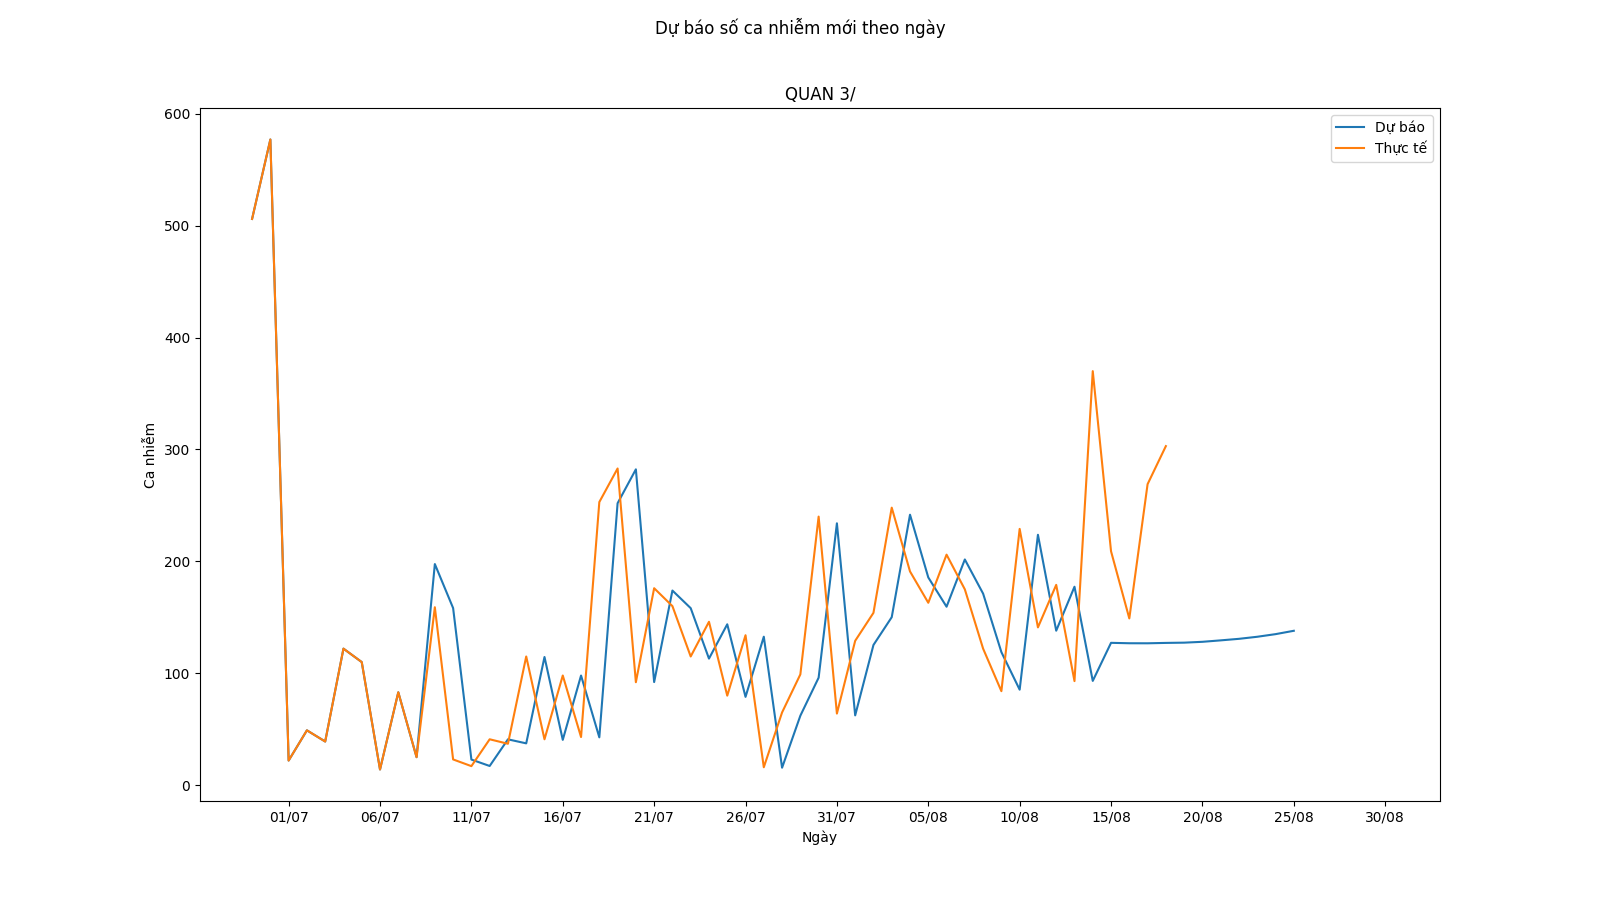 Dự báo số ca nhiễm mới theo ngày
QUAN 3/
600
500
400
300
200
100
0
Ca nhiễm
Dự báo
Thực tế
01/07 06/07 11/07 16/07 21/07 26/07 31/07 05/08 10/08 15/08 20/08 25/08 30/08
Ngày